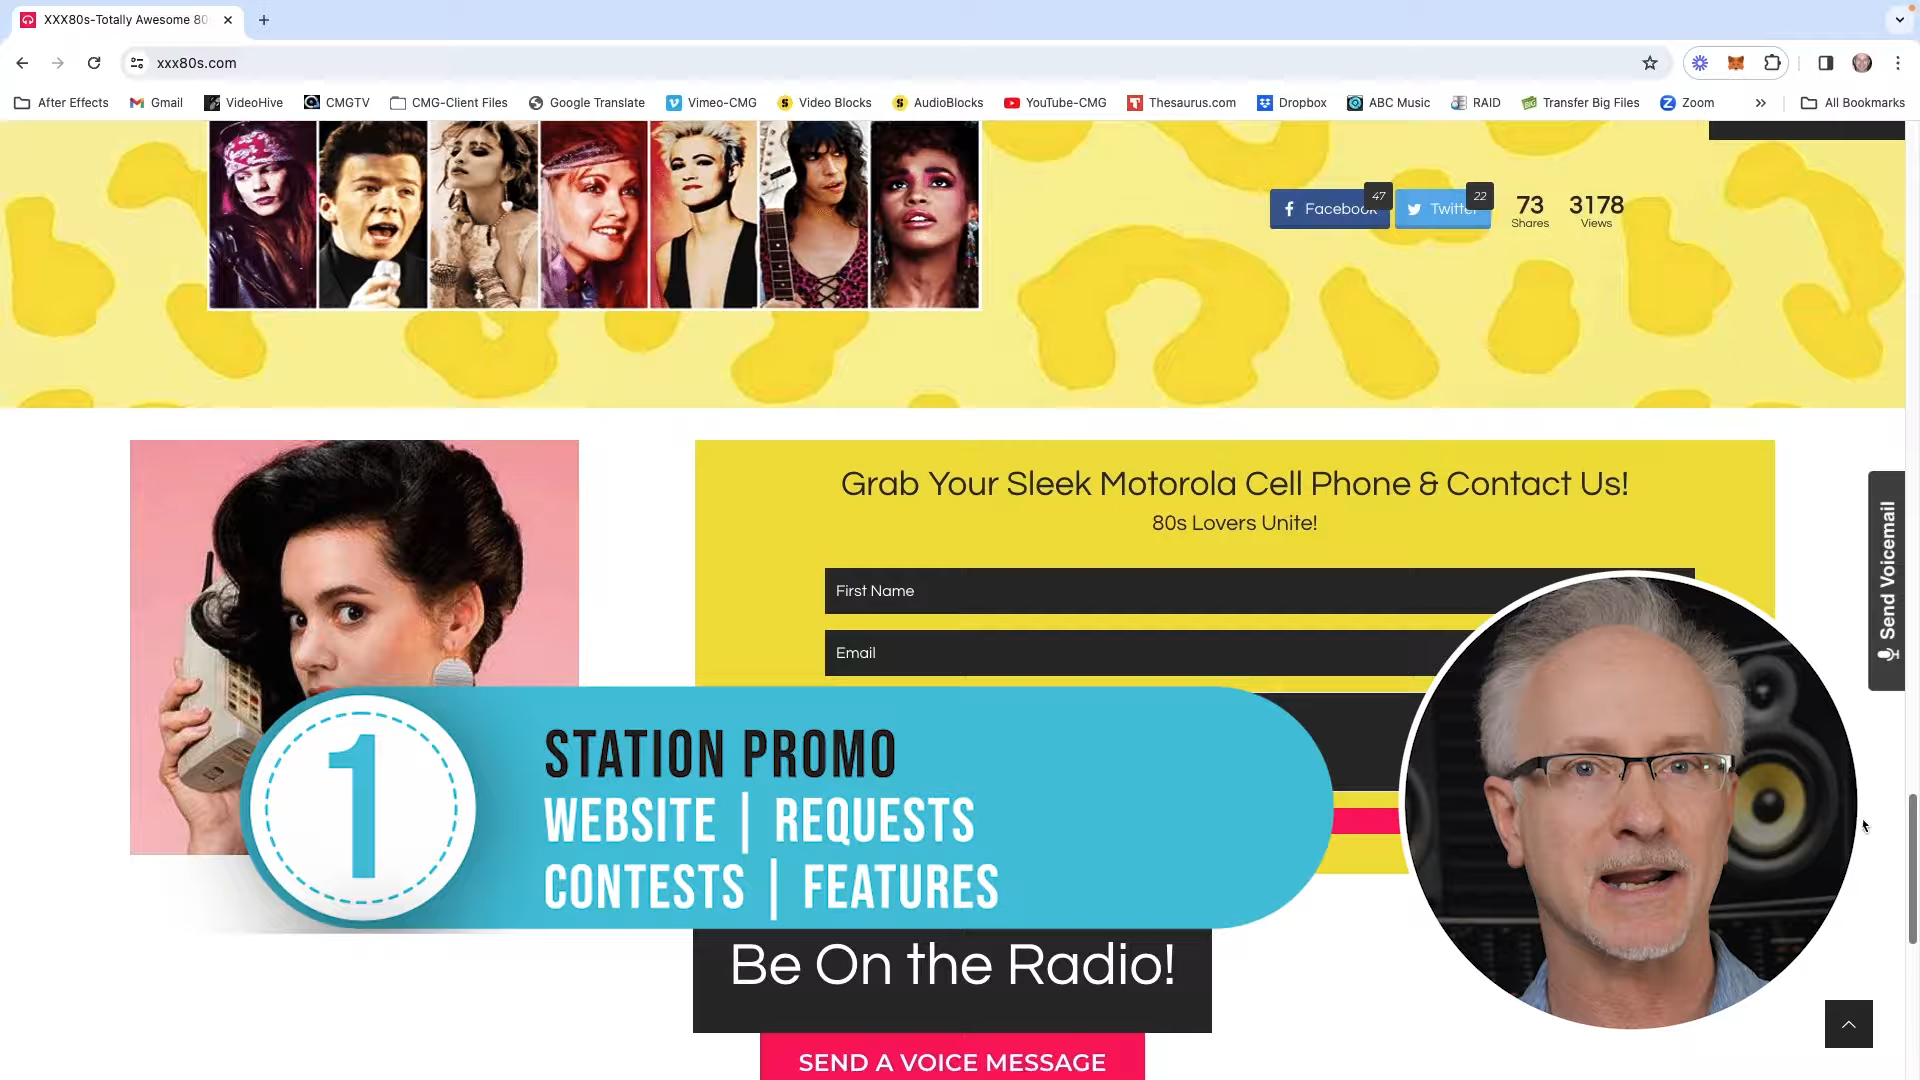 XXX80s-Totally Awesome 80
xxx80s.com
After Effects
Gmail
VideoHive
CMGTV
CMG-Client Files
Google Translate
Vimeo-CMG
Video Blocks
AudioBlocks
YouTube-CMG
Thesaurus.com
Dropbox
ABC Music
RAID
Transfer Big Files
Zoom
All Bookmarks
Facebook
47
Twitter
22
73
Shares
3178
Views
Grab Your Sleek Motorola Cell Phone & Contact Us!
80s Lovers Unite!
First Name
Email
Send Voicemail
1
STATION PROMO
WEBSITE | REQUESTS
CONTESTS | FEATURES
Be On the Radio!
SEND A VOICE MESSAGE